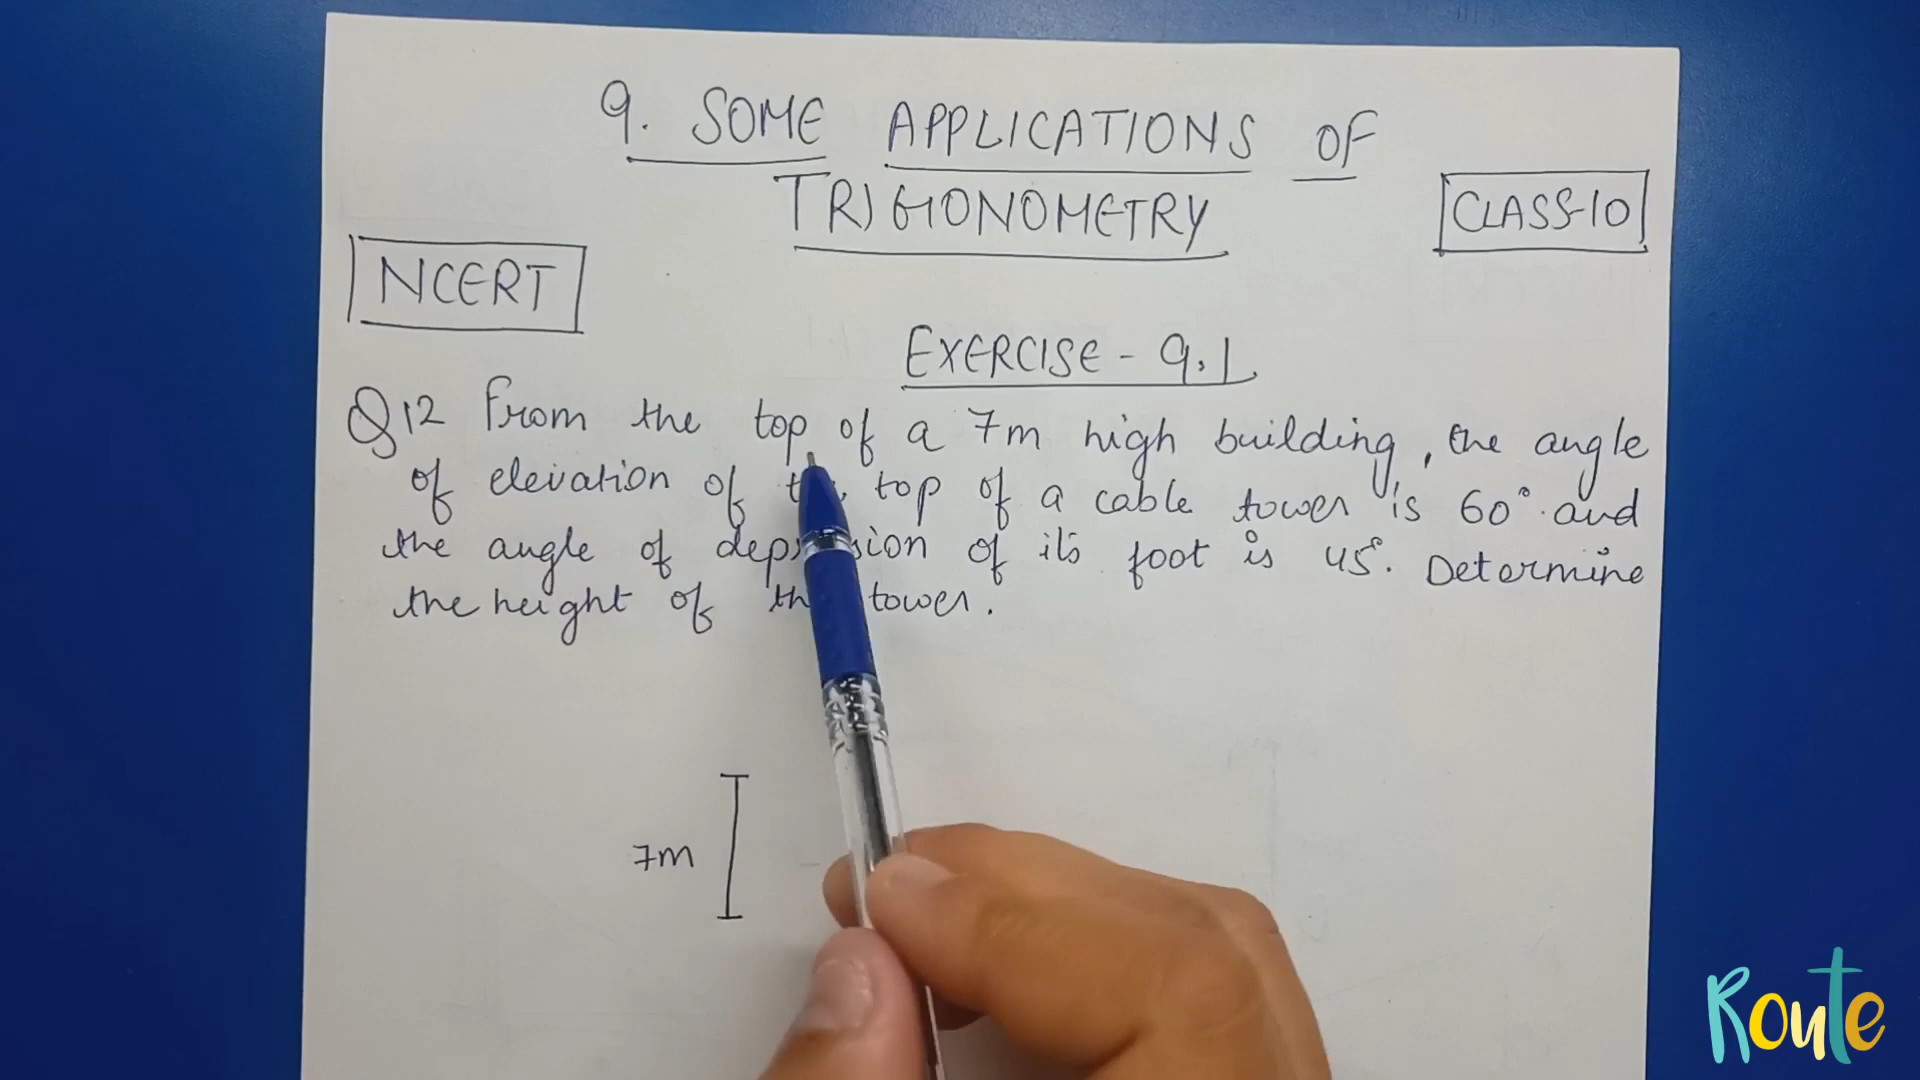 9. SOME APPLICATIONS OF
TRIGONOMETRY
CLASS-10
NCERT
EXERCISE - 9.1
Q12 From the top of a 7m high building, the angle
of elevation of top of a cable tower is 60° and
the angle of of its foot is 45°. Determine
the height of tower.
7m
Route